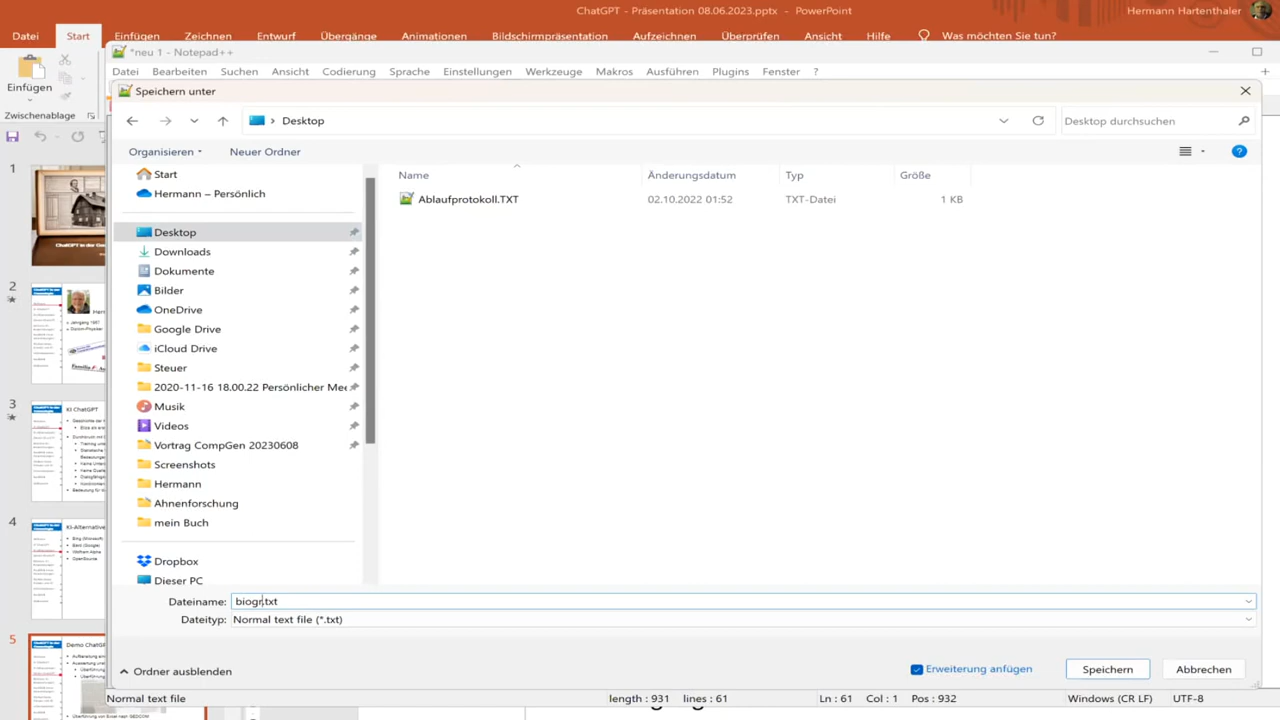 ChatGPT - Präsentation 08.06.2023.pptx - PowerPoint
Hermann Hartenthaler
Datei Start Einfügen Zeichnen Entwurf Übergänge Animationen Bildschirmpräsentation Aufzeichnen Überprüfen Ansicht Hilfe Was möchten Sie tun?
*neu 1 - Notepad++
Datei Bearbeiten Suchen Ansicht Codierung Sprache Einstellungen Werkzeuge Makros Ausführen Plugins Fenster ?
Einfügen
Zwischenablage
Speichern unter
Desktop
Desktop durchsuchen
Organisieren
Neuer Ordner
Name Änderungsdatum Typ Größe
Ablaufprotokoll.TXT 02.10.2022 01:52 TXT-Datei 1 KB
Start
Hermann – Persönlich
Desktop
Downloads
Dokumente
Bilder
OneDrive
Google Drive
iCloud Drive
Steuer
2020-11-16 18.00.22 Persönlicher Mee
Musik
Videos
Vortrag CompGen 20230608
Screenshots
Hermann
Ahnenforschung
mein Buch
Dropbox
Dieser PC
1
2
3
KI ChatGPT
4
KI-Alternative
5
Demo ChatG
Dateiname: biogr.txt
Dateityp: Normal text file (*.txt)
Ordner ausblenden
Erweiterung anfügen
Speichern
Abbrechen
Normal text file
length : 931 lines : 61
Ln : 61 Col : 1 Pos : 932
Windows (CR LF)
UTF-8